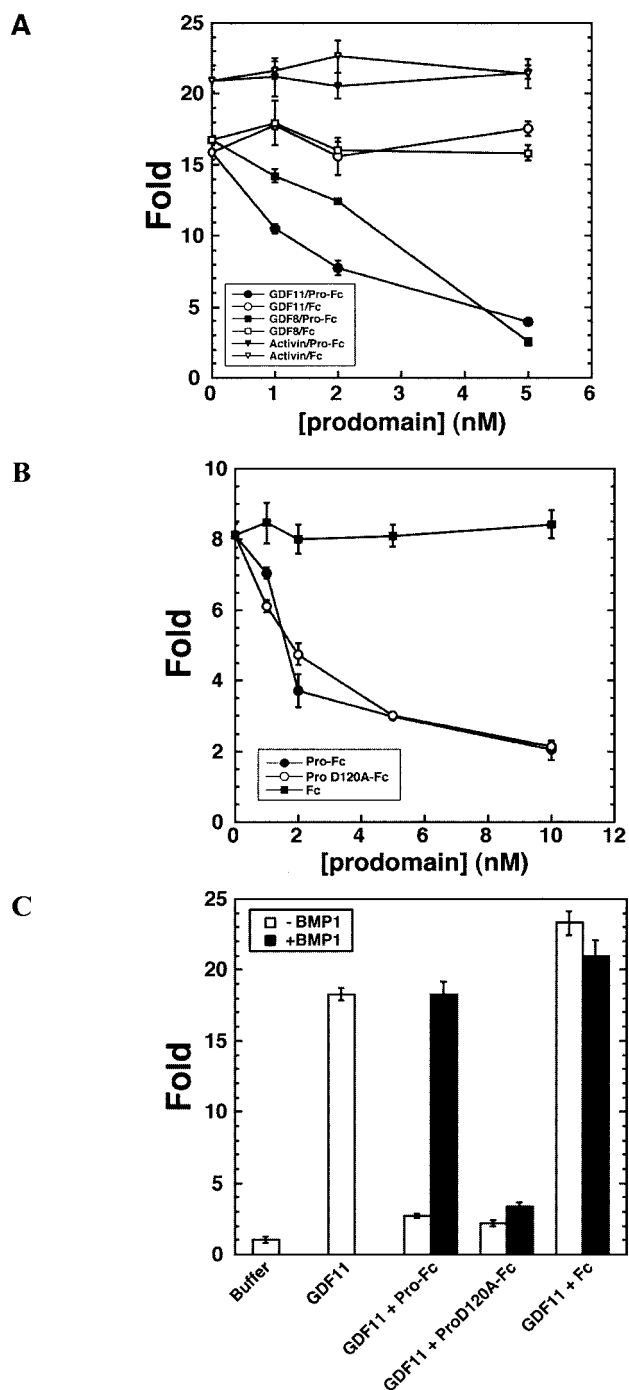 A
25
20
15
10
5
0
Fold
GDF11/Pro-Fc
GDF11/Fc
GDF8/Pro-Fc
GDF8/Fc
Activin/Pro-Fc
Activin/Fc
0 1 2 3 4 5 6
[prodomain] (nM)
B
10
8
6
4
2
0
Fold
Pro-Fc
Pro D120A-Fc
Fc
0 2 4 6 8 10 12
[prodomain] (nM)
C
25
20
15
10
5
0
Fold
- BMP1
+BMP1
Buffer
GDF11
GDF11 + Pro-Fc
GDF11 + ProD120A-Fc
GDF11 + Fc